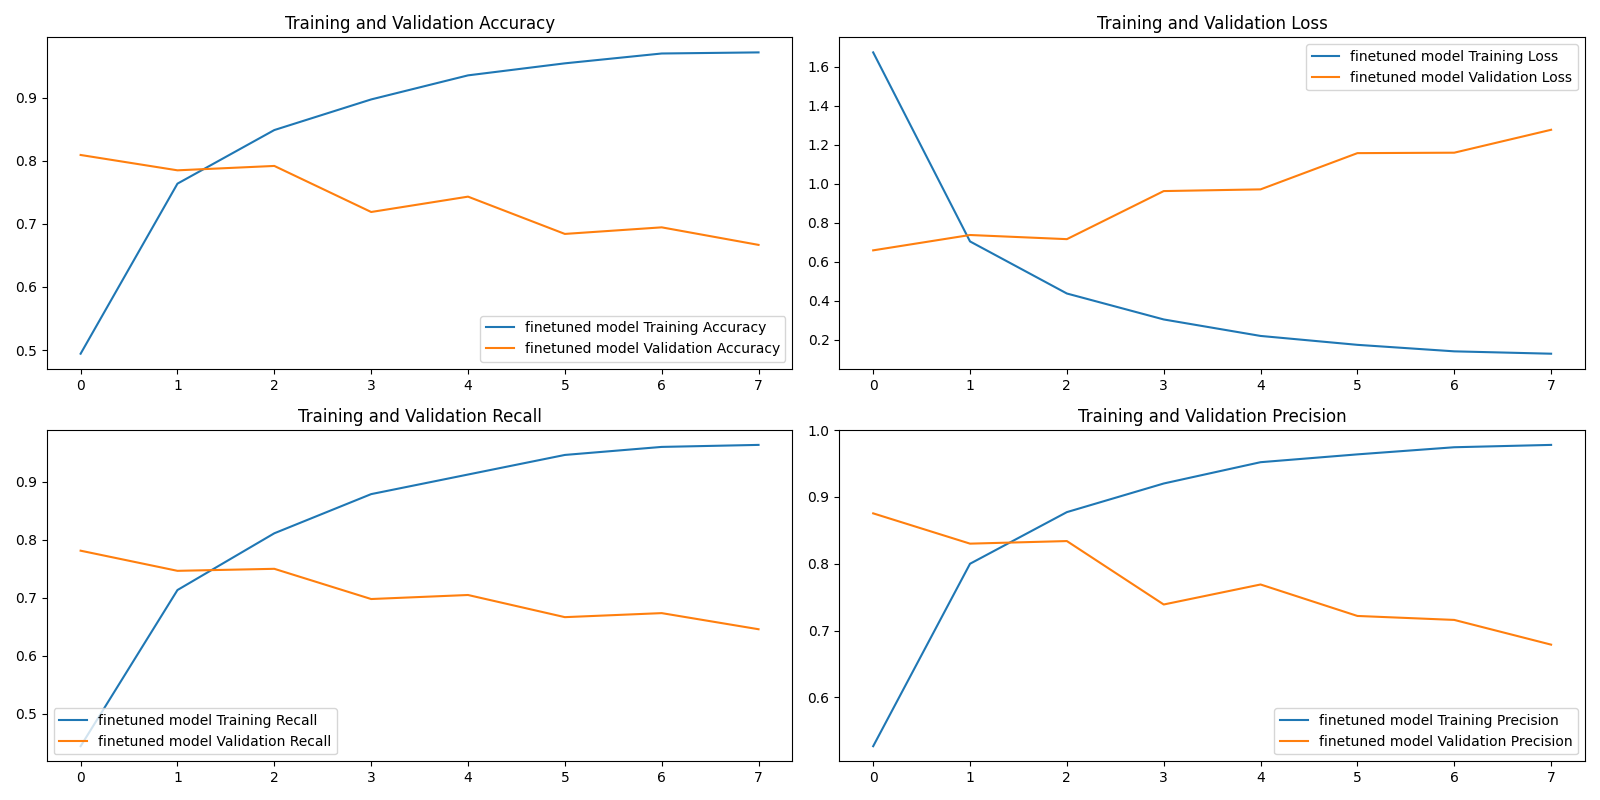 Training and Validation Accuracy
0.9
0.8
0.7
0.6
0.5
finetuned model Training Accuracy
finetuned model Validation Accuracy
0 1 2 3 4 5 6 7
Training and Validation Loss
finetuned model Training Loss
finetuned model Validation Loss
1.6
1.4
1.2
1.0
0.8
0.6
0.4
0.2
0 1 2 3 4 5 6 7
Training and Validation Recall
0.9
0.8
0.7
0.6
0.5
finetuned model Training Recall
finetuned model Validation Recall
0 1 2 3 4 5 6 7
Training and Validation Precision
1.0
0.9
0.8
0.7
0.6
finetuned model Training Precision
finetuned model Validation Precision
0 1 2 3 4 5 6 7